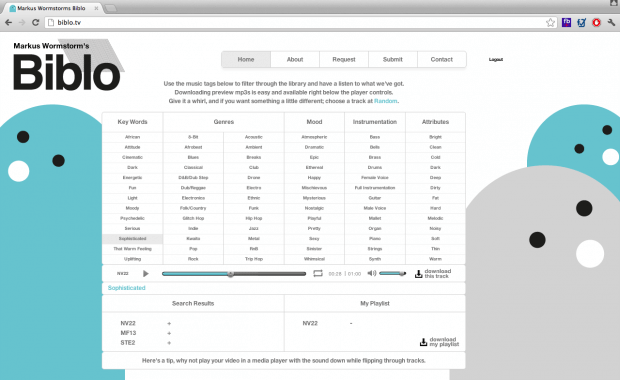 Markus Wormstorms Biblo
biblo.tv
Markus Wormstorm's
Biblo
Home About Request Submit Contact
Logout
Use the music tags below to filter through the library and have a listen to what we've got.
Downloading preview mp3s is easy and available right below the player controls.
Give it a whirl, and if you want something a little different; choose a track at Random.
Key Words Genres Mood Instrumentation Attributes
African 8-Bit Acoustic Atmospheric Bass Bright
Attitude Afrobeat Ambient Dramatic Bells Clean
Cinematic Blues Breaks Epic Brass Cold
Dark Classical Club Ethereal Drums Dark
Energetic D&B/Dub Step Drone Happy Female Voice Deep
Fun Dub/Reggae Electro Mischievous Full Instrumentation Dirty
Light Electronica Ethnic Mysterious Guitar Fat
Moody Folk/Country Funk Nostalgic Male Voice Hard
Psychedelic Glitch Hop Hip Hop Playful Mallet Melodic
Serious Indie Jazz Pretty Organ Noisy
Sophisticated Kwaito Metal Sexy Piano Soft
That Warm Feeling Pop RnB Sinister Strings Thin
Uplifting Rock Trip Hop Whimsical Synth Warm
NV22 00:28 | 01:00 download
this track
Sophisticated
Search Results My Playlist
NV22 + NV22 -
MF13 +
STE2 +
download
my playlist
Here's a tip, why not play your video in a media player with the sound down while flipping through tracks.